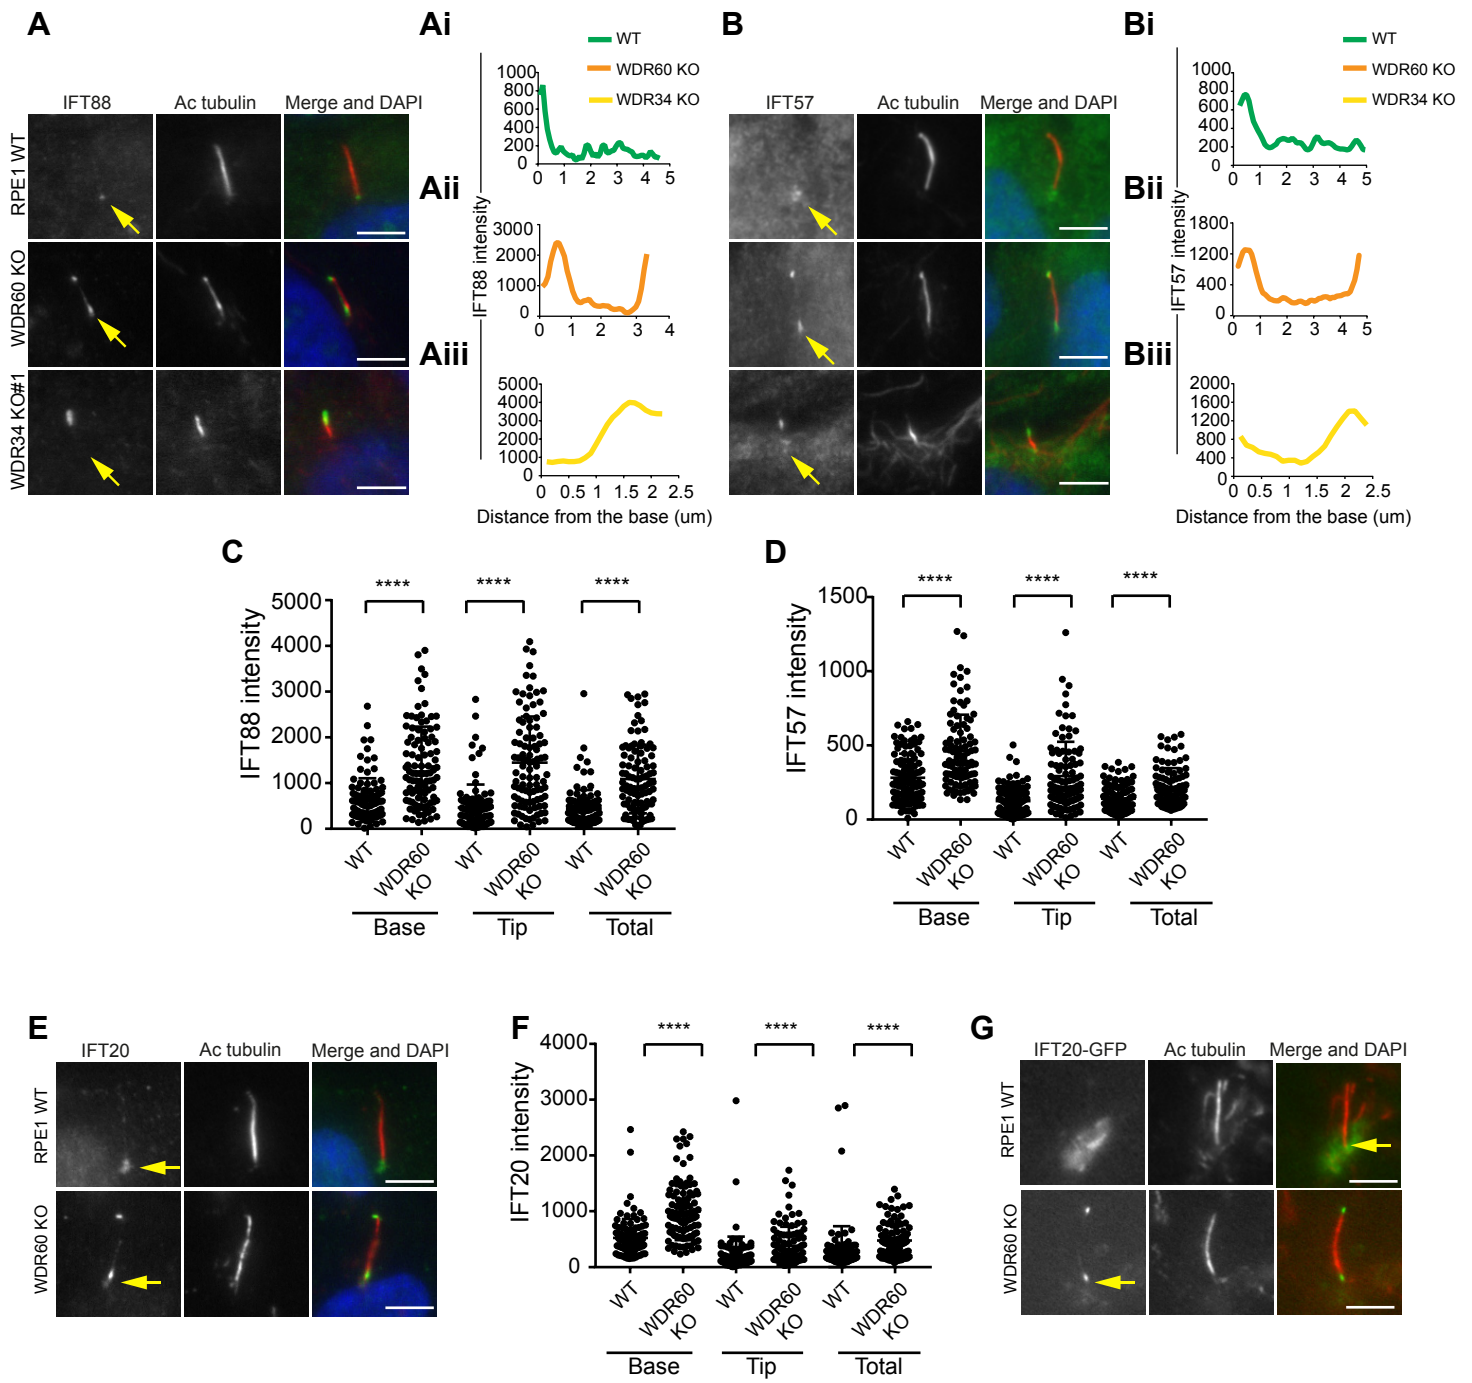 A
IFT88 Ac tubulin Merge and DAPI
RPE1 WT
WDR60 KO
WDR34 KO#1
Ai
WT
WDR60 KO
WDR34 KO
1000
800
600
400
200
0
0 1 2 3 4 5
Aii
IFT88 intensity
3000
2000
1000
0
0 1 2 3 4
Aiii
5000
4000
3000
2000
1000
0
0 0.5 1 1.5 2 2.5
Distance from the base (um)
B
IFT57 Ac tubulin Merge and DAPI
Bi
WT
WDR60 KO
WDR34 KO
1000
800
600
400
200
0
0 1 2 3 4 5
Bii
IFT57 intensity
1800
1200
600
0
0 1 2 3 4 5
Biii
2000
1600
1200
800
400
0
0 0.5 1 1.5 2 2.5
Distance from the base (um)
C
IFT88 intensity
5000
4000
3000
2000
1000
0
**** **** ****
WT WDR60 KO WT WDR60 KO WT WDR60 KO
Base Tip Total
D
IFT57 intensity
1500
1000
500
0
**** **** ****
WT WDR60 KO WT WDR60 KO WT WDR60 KO
Base Tip Total
E
IFT20 Ac tubulin Merge and DAPI
RPE1 WT
WDR60 KO
F
IFT20 intensity
4000
3000
2000
1000
0
**** **** ****
WT WDR60 KO WT WDR60 KO WT WDR60 KO
Base Tip Total
G
IFT20-GFP Ac tubulin Merge and DAPI
RPE1 WT
WDR60 KO